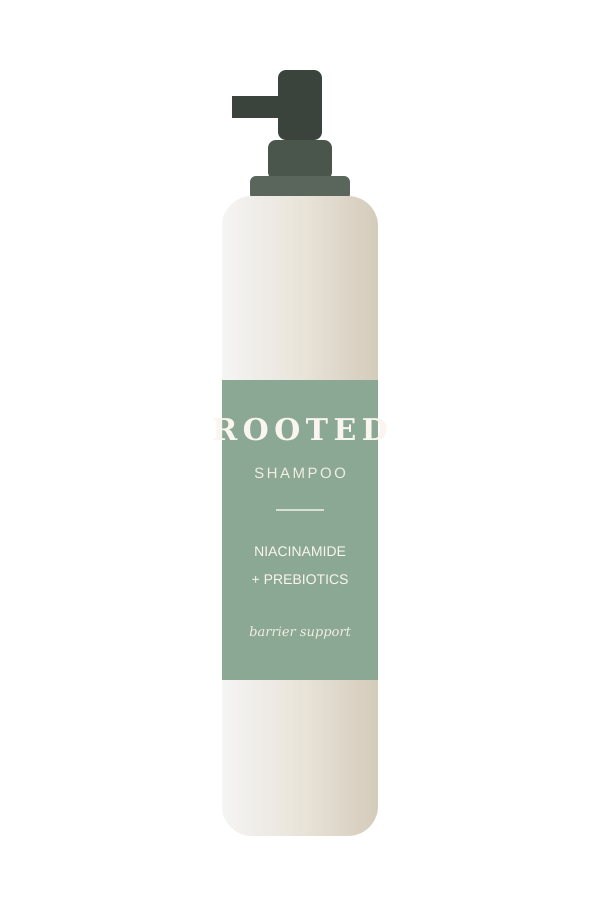 ROOTED
SHAMPOO
NIACINAMIDE
+ PREBIOTICS
barrier support